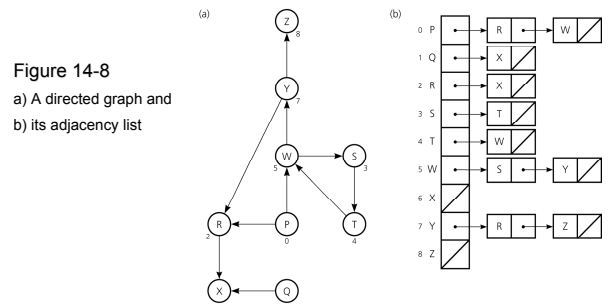 Figure 14-8
a) A directed graph and
b) its adjacency list
(a)
Z
8
Y
7
W
5
S
3
R
2
P
0
T
4
X
Q
(b)
0 P R W
1 Q X
2 R X
3 S T
4 T W
5 W S Y
6 X
7 Y R Z
8 Z